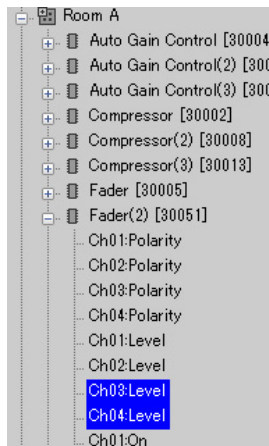 Room A
Auto Gain Control [30004
Auto Gain Control(2) [300
Auto Gain Control(3) [300
Compressor [30002]
Compressor(2) [30008]
Compressor(3) [30013]
Fader [30005]
Fader(2) [30051]
Ch01:Polarity
Ch02:Polarity
Ch03:Polarity
Ch04:Polarity
Ch01:Level
Ch02:Level
Ch03:Level
Ch04:Level
Ch01:On